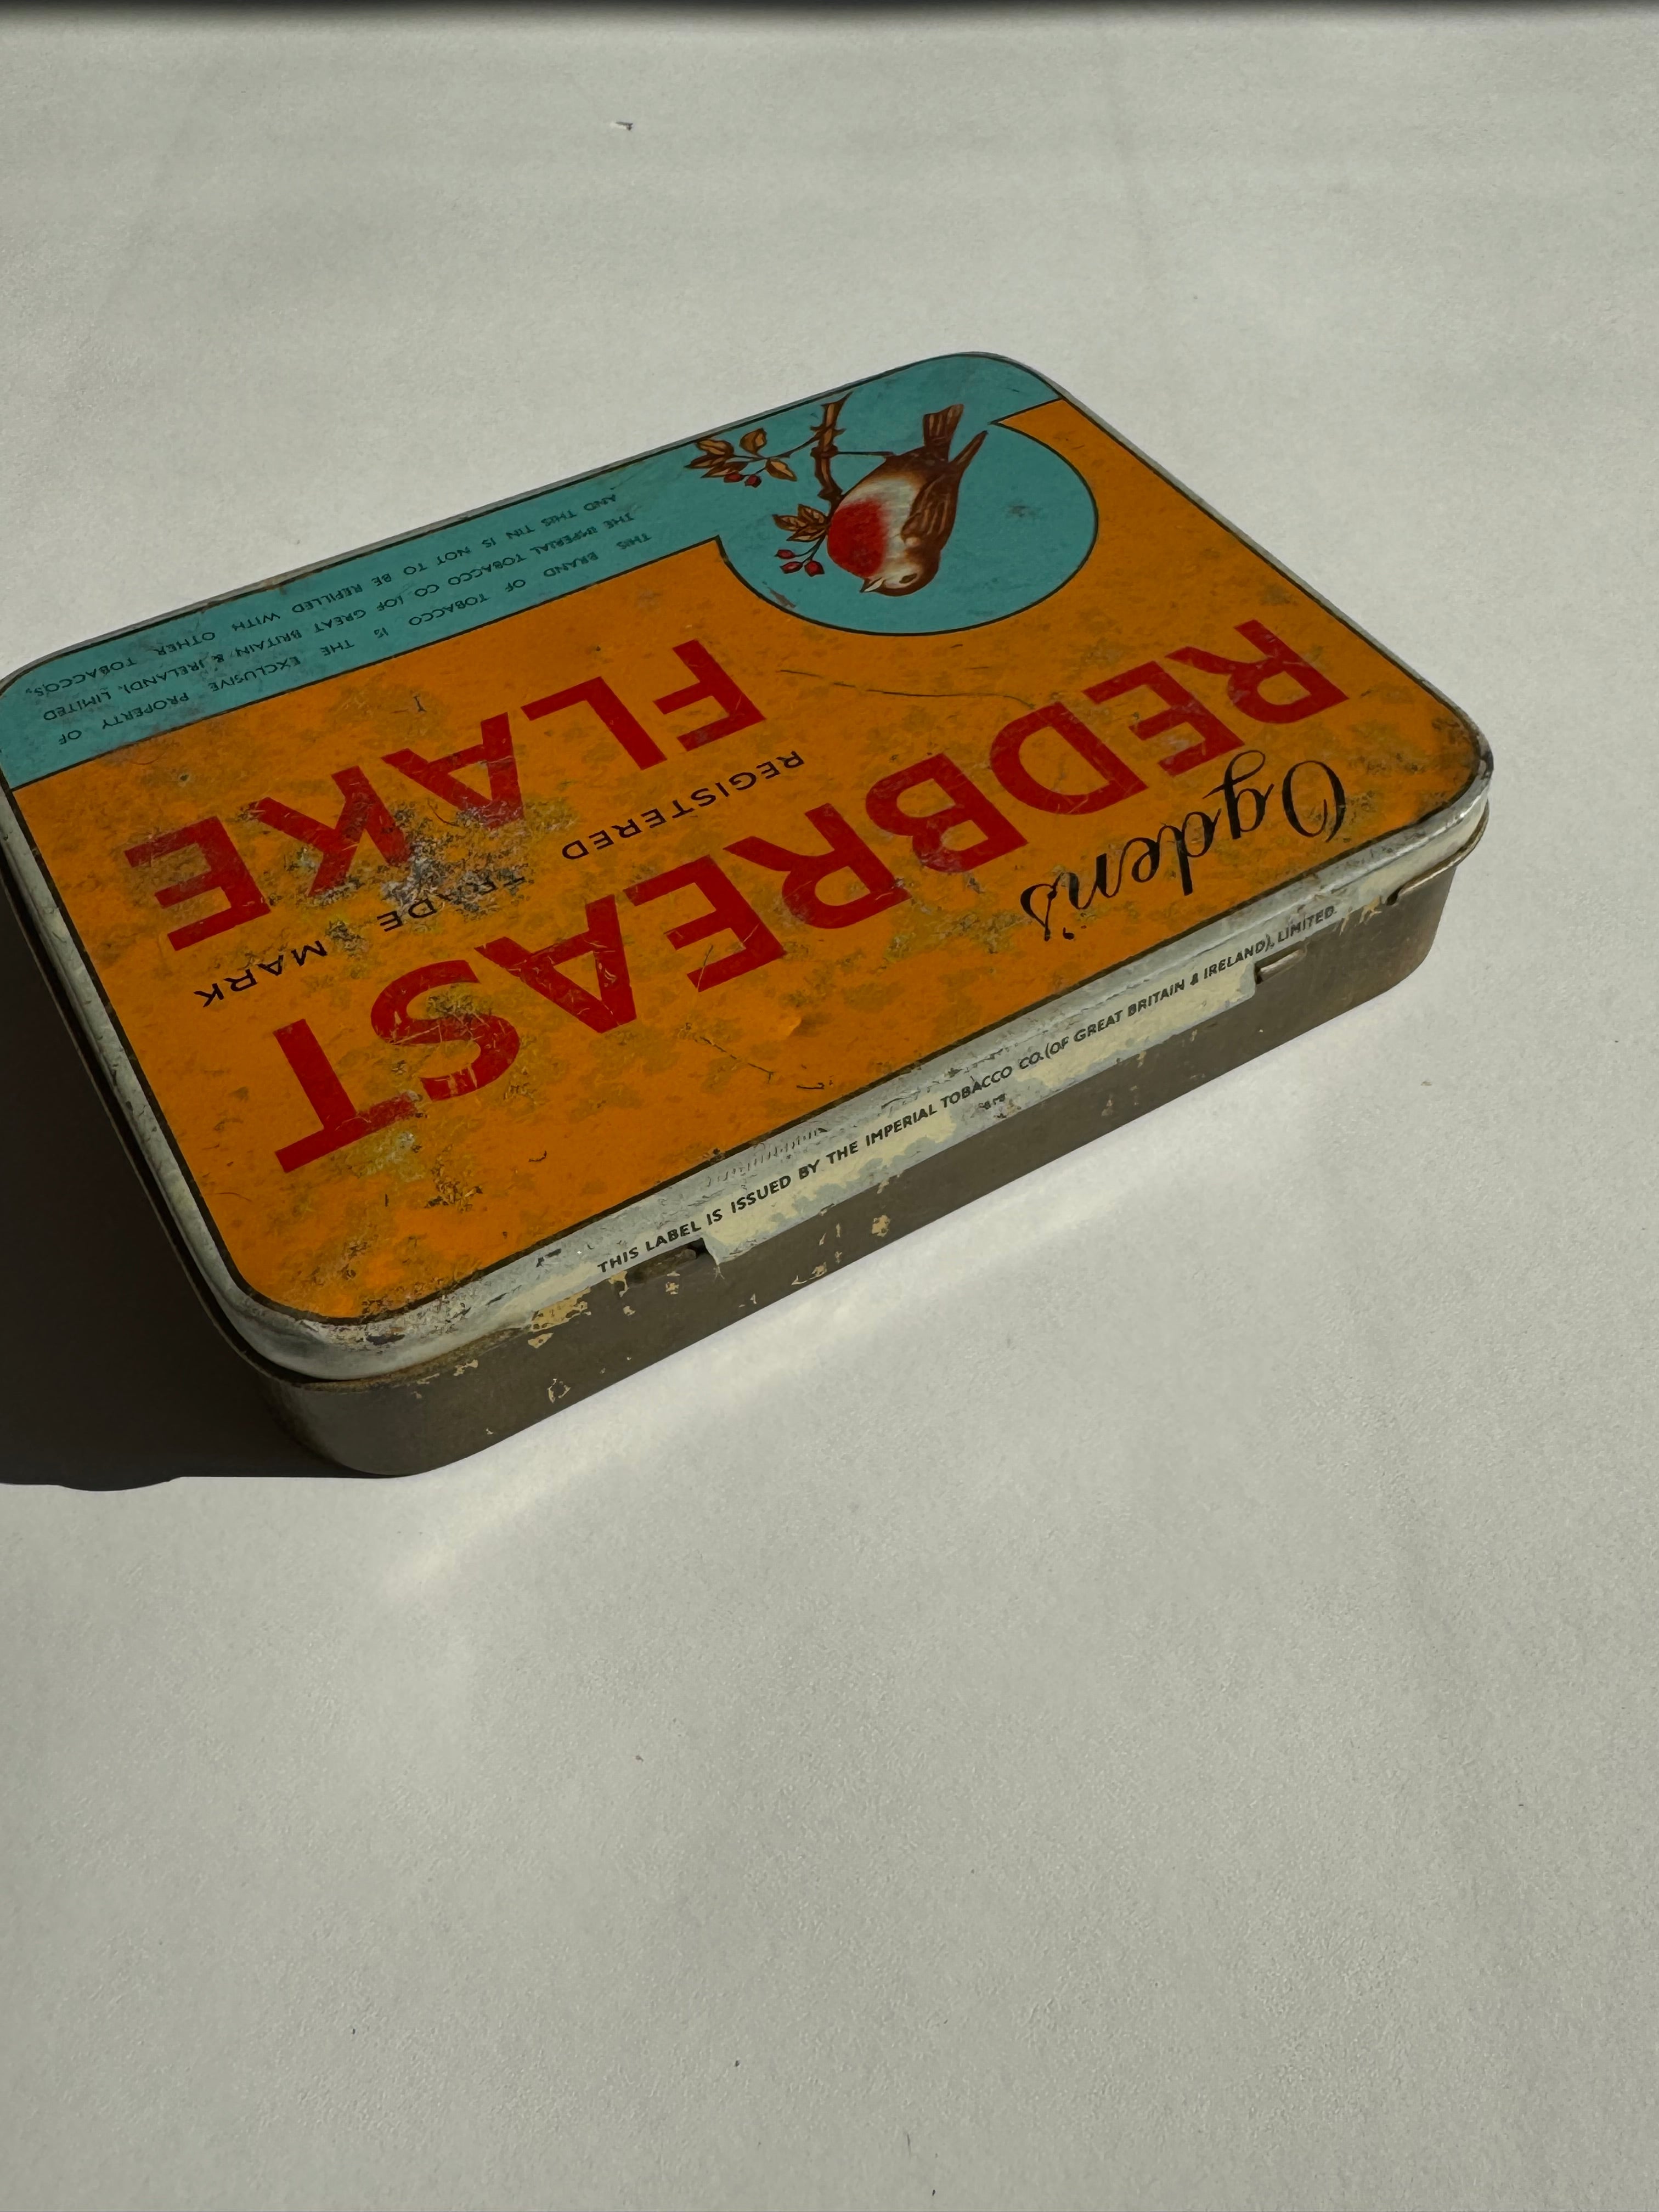 Ogden's
REDBREAST
REGISTERED TRADE MARK
FLAKE
THIS BRAND OF TOBACCO IS THE EXCLUSIVE PROPERTY OF
THE IMPERIAL TOBACCO CO (OF GREAT BRITAIN & IRELAND), LIMITED
AND THIS TIN IS NOT TO BE REFILLED WITH OTHER TOBACCOS,
THIS LABEL IS ISSUED BY THE IMPERIAL TOBACCO CO. (OF GREAT BRITAIN & IRELAND), LIMITED